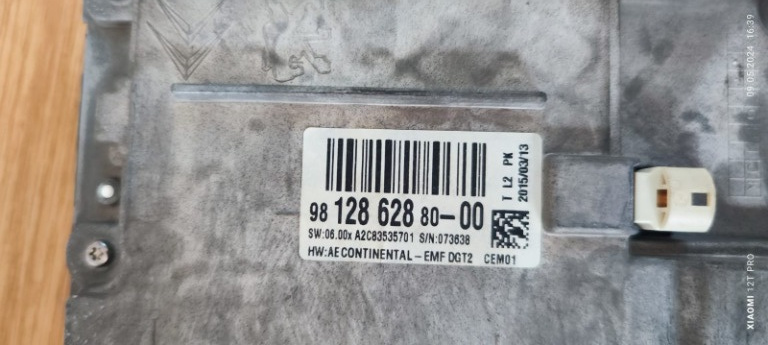 T L2 PK
2015/03/13
98 128 628 80-00
SW:06.00x A2C83535701 S/N:073638
HW:AE CONTINENTAL-EMF DGT2 CEM01
XIAOMI 12T PRO
09.05.2024 16:39